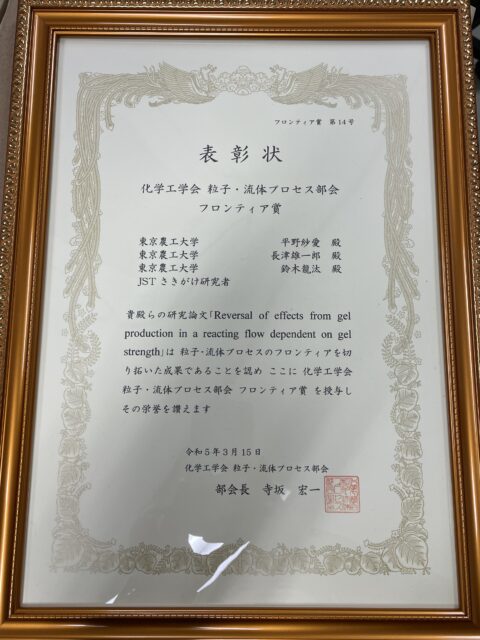 フロンティア賞 第14号
表彰状
化学工学会 粒子・流体プロセス部会
フロンティア賞
東京農工大学 平野紗愛 殿
東京農工大学 長津雄一郎 殿
東京農工大学 鈴木龍汰 殿
JST さきがけ研究者
貴殿らの研究論文「Reversal of effects from gel
production in a reacting flow dependent on gel
strength」は 粒子・流体プロセスのフロンティアを切
り拓いた成果であることを認め ここに 化学工学会
粒子・流体プロセス部会 フロンティア賞 を授与し
その栄誉を讃えます
令和5年3月15日
化学工学会 粒子・流体プロセス部会
部会長 寺坂 宏一